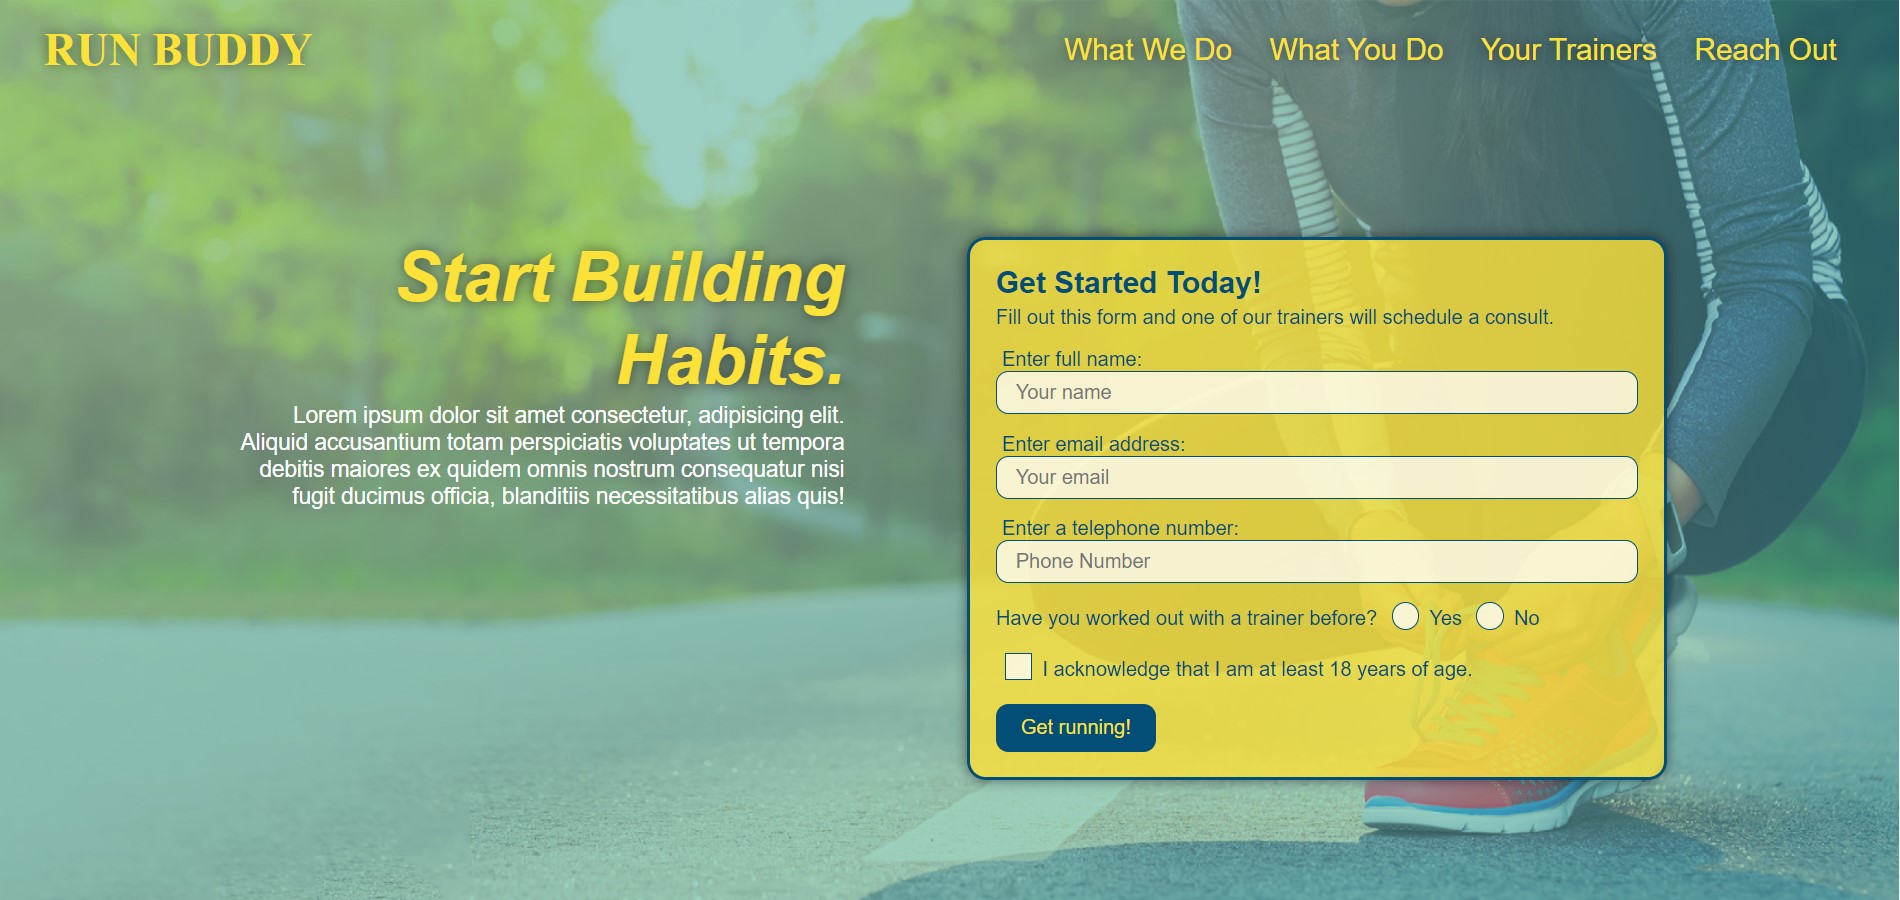 RUN BUDDY
What We Do What You Do Your Trainers Reach Out
Start Building
Habits.
Lorem ipsum dolor sit amet consectetur, adipisicing elit.
Aliquid accusantium totam perspiciatis voluptates ut tempora
debitis maiores ex quidem omnis nostrum consequatur nisi
fugit ducimus officia, blanditiis necessitatibus alias quis!
Get Started Today!
Fill out this form and one of our trainers will schedule a consult.
Enter full name:
Your name
Enter email address:
Your email
Enter a telephone number:
Phone Number
Have you worked out with a trainer before? Yes No
I acknowledge that I am at least 18 years of age.
Get running!